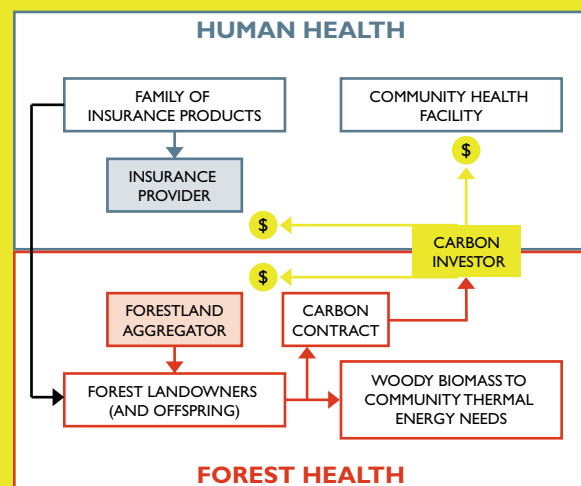 HUMAN HEALTH
FAMILY OF
INSURANCE PRODUCTS
COMMUNITY HEALTH
FACILITY
$
INSURANCE
PROVIDER
$
CARBON
INVESTOR
$
FORESTLAND
AGGREGATOR
CARBON
CONTRACT
FOREST LANDOWNERS
(AND OFFSPRING)
WOODY BIOMASS TO
COMMUNITY THERMAL
ENERGY NEEDS
FOREST HEALTH